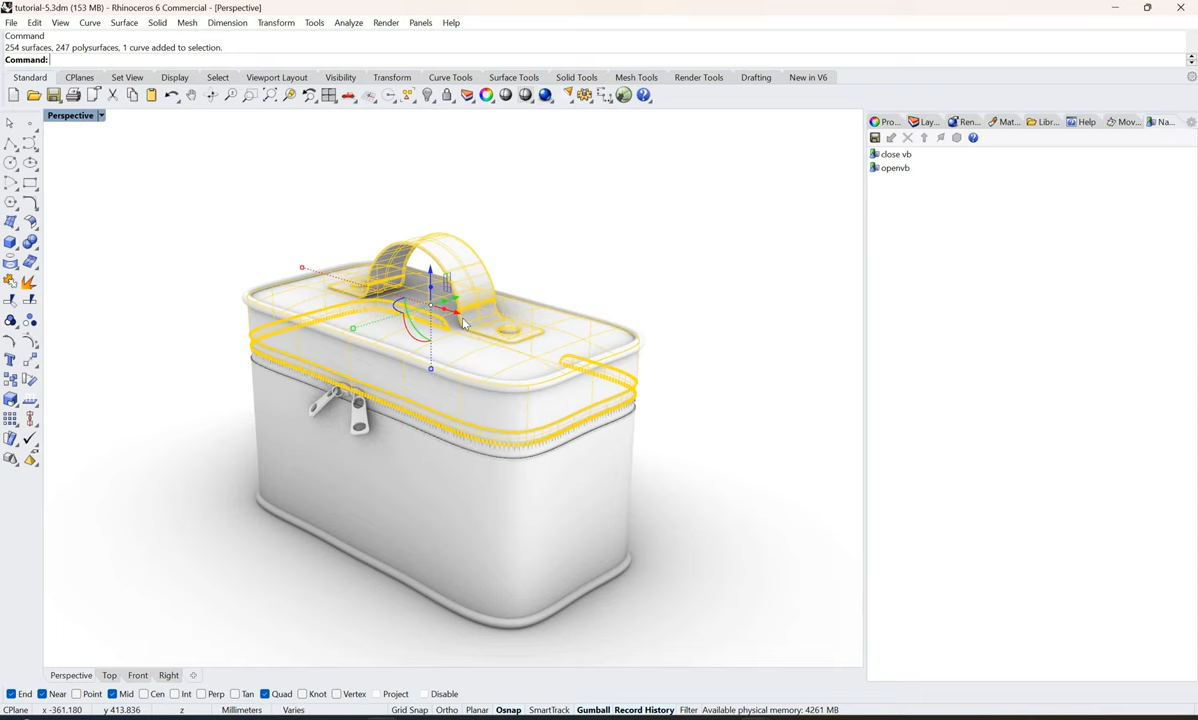 tutorial-5.3dm (153 MB) - Rhinoceros 6 Commercial - [Perspective]
File Edit View Curve Surface Solid Mesh Dimension Transform Tools Analyze Render Panels Help
Command
254 surfaces, 247 polysurfaces, 1 curve added to selection.
Command:
Standard CPlanes Set View Display Select Viewport Layout Visibility Transform Curve Tools Surface Tools Solid Tools Mesh Tools Render Tools Drafting New in V6
Perspective
Pro... Lay... Ren... Mat... Libr... Help Mov... Na...
close vb
openvb
Perspective Top Front Right
End Near Point Mid Cen Int Perp Tan Quad Knot Vertex Project Disable
CPlane x -361.180 y 413.836 z Millimeters Varies Grid Snap Ortho Planar Osnap SmartTrack Gumball Record History Filter Available physical memory: 4261 MB